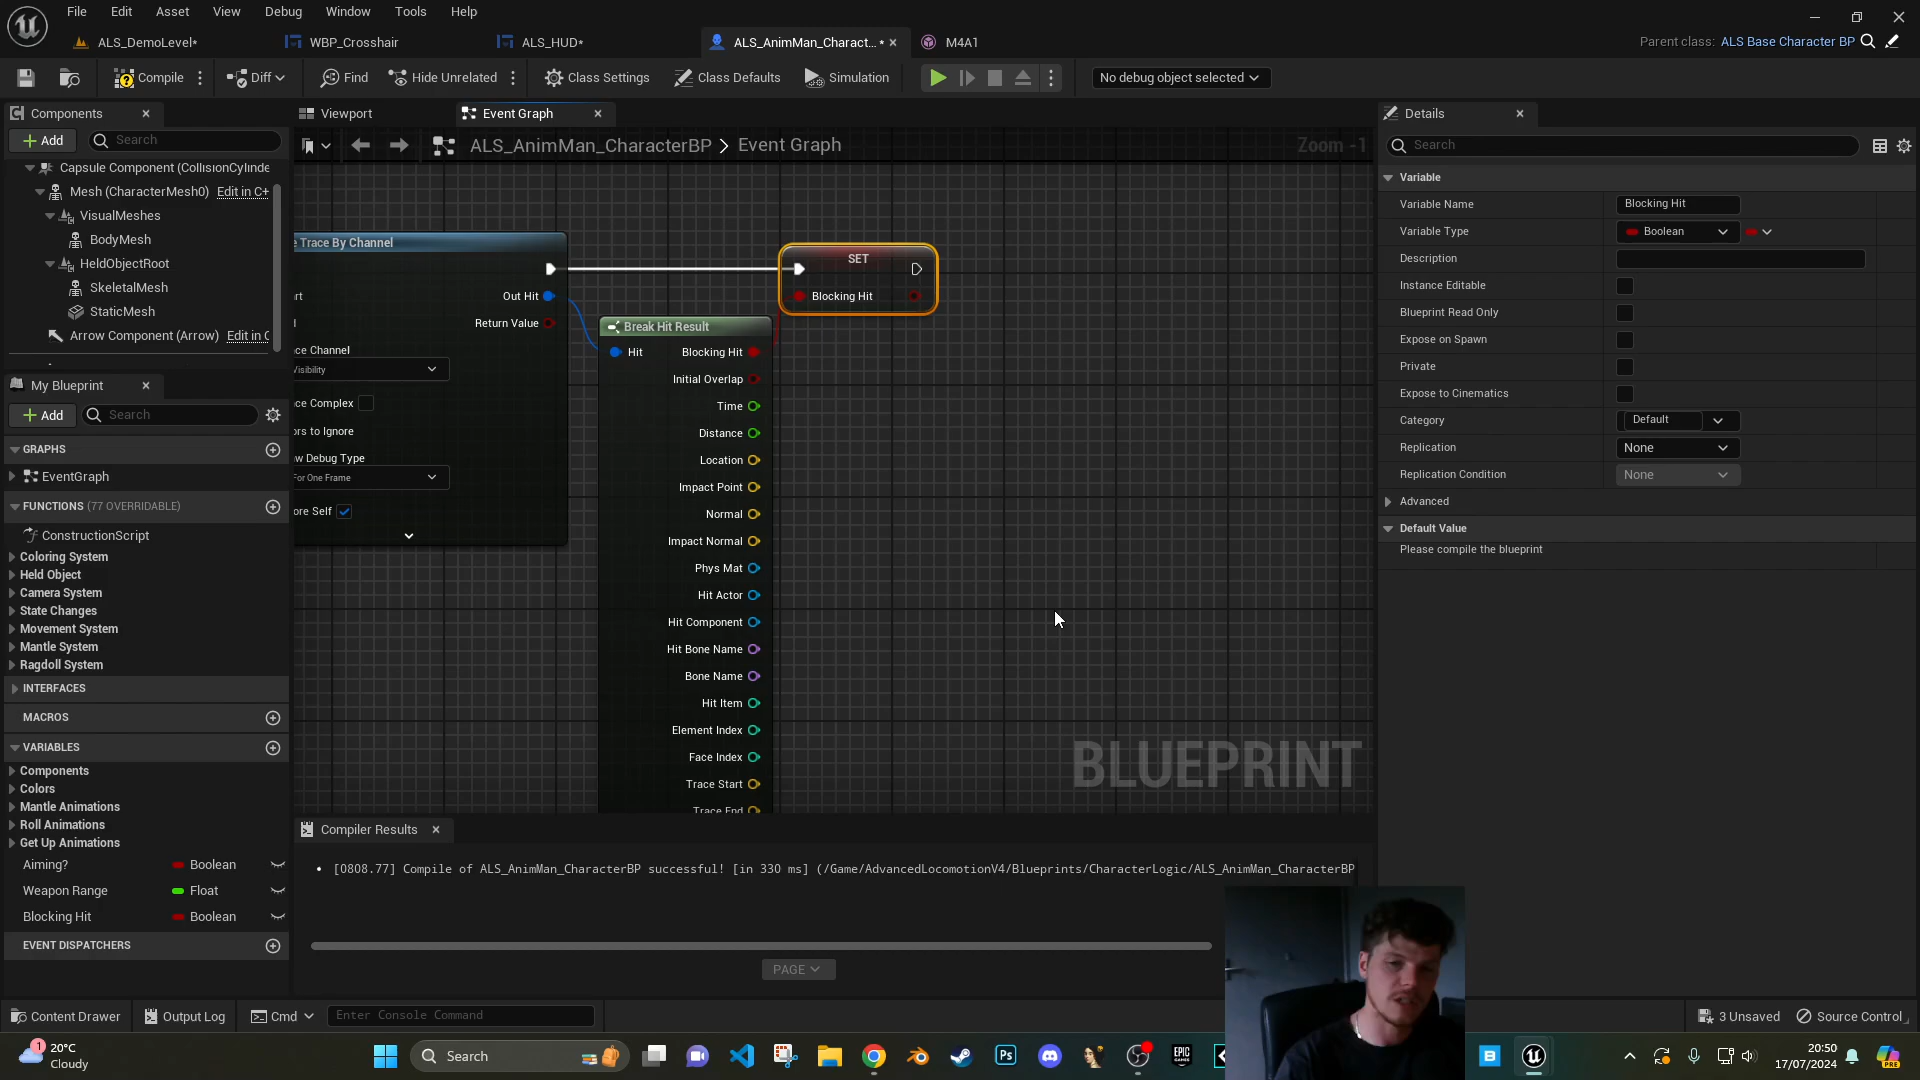 File Edit Asset View Debug Window Tools Help
ALS_DemoLevel* WBP_Crosshair ALS_HUD* ALS_AnimMan_Charact...* M4A1
Parent class: ALS Base Character BP
Compile Diff Find Hide Unrelated Class Settings Class Defaults Simulation No debug object selected
Components
Add Search
Capsule Component (CollisionCylinde
Mesh (CharacterMesh0) Edit in C+
VisualMeshes
BodyMesh
HeldObjectRoot
SkeletalMesh
StaticMesh
Arrow Component (Arrow) Edit in C
My Blueprint
Add Search
GRAPHS
EventGraph
FUNCTIONS (77 OVERRIDABLE)
ConstructionScript
Coloring System
Held Object
Camera System
State Changes
Movement System
Mantle System
Ragdoll System
INTERFACES
MACROS
VARIABLES
Components
Colors
Mantle Animations
Roll Animations
Get Up Animations
Aiming? Boolean
Weapon Range Float
Blocking Hit Boolean
EVENT DISPATCHERS
Viewport Event Graph
ALS_AnimMan_CharacterBP > Event Graph
Zoom -1
e Trace By Channel
Out Hit
Return Value
ce Channel
isibility
ce Complex
ors to Ignore
w Debug Type
For One Frame
ore Self
Break Hit Result
Hit Blocking Hit
Initial Overlap
Time
Distance
Location
Impact Point
Normal
Impact Normal
Phys Mat
Hit Actor
Hit Component
Hit Bone Name
Bone Name
Hit Item
Element Index
Face Index
Trace Start
Trace End
SET
Blocking Hit
BLUEPRINT
Compiler Results
[0808.77] Compile of ALS_AnimMan_CharacterBP successful! [in 330 ms] (/Game/AdvancedLocomotionV4/Blueprints/CharacterLogic/ALS_AnimMan_CharacterBP
PAGE
Details
Search
Variable
Variable Name Blocking Hit
Variable Type Boolean
Description
Instance Editable
Blueprint Read Only
Expose on Spawn
Private
Expose to Cinematics
Category Default
Replication None
Replication Condition None
Advanced
Default Value
Please compile the blueprint
Content Drawer Output Log Cmd Enter Console Command
3 Unsaved Source Control
1 20°C
Cloudy
Search
Ps
EPIC
GAMES
B
PRE
20:50
17/07/2024